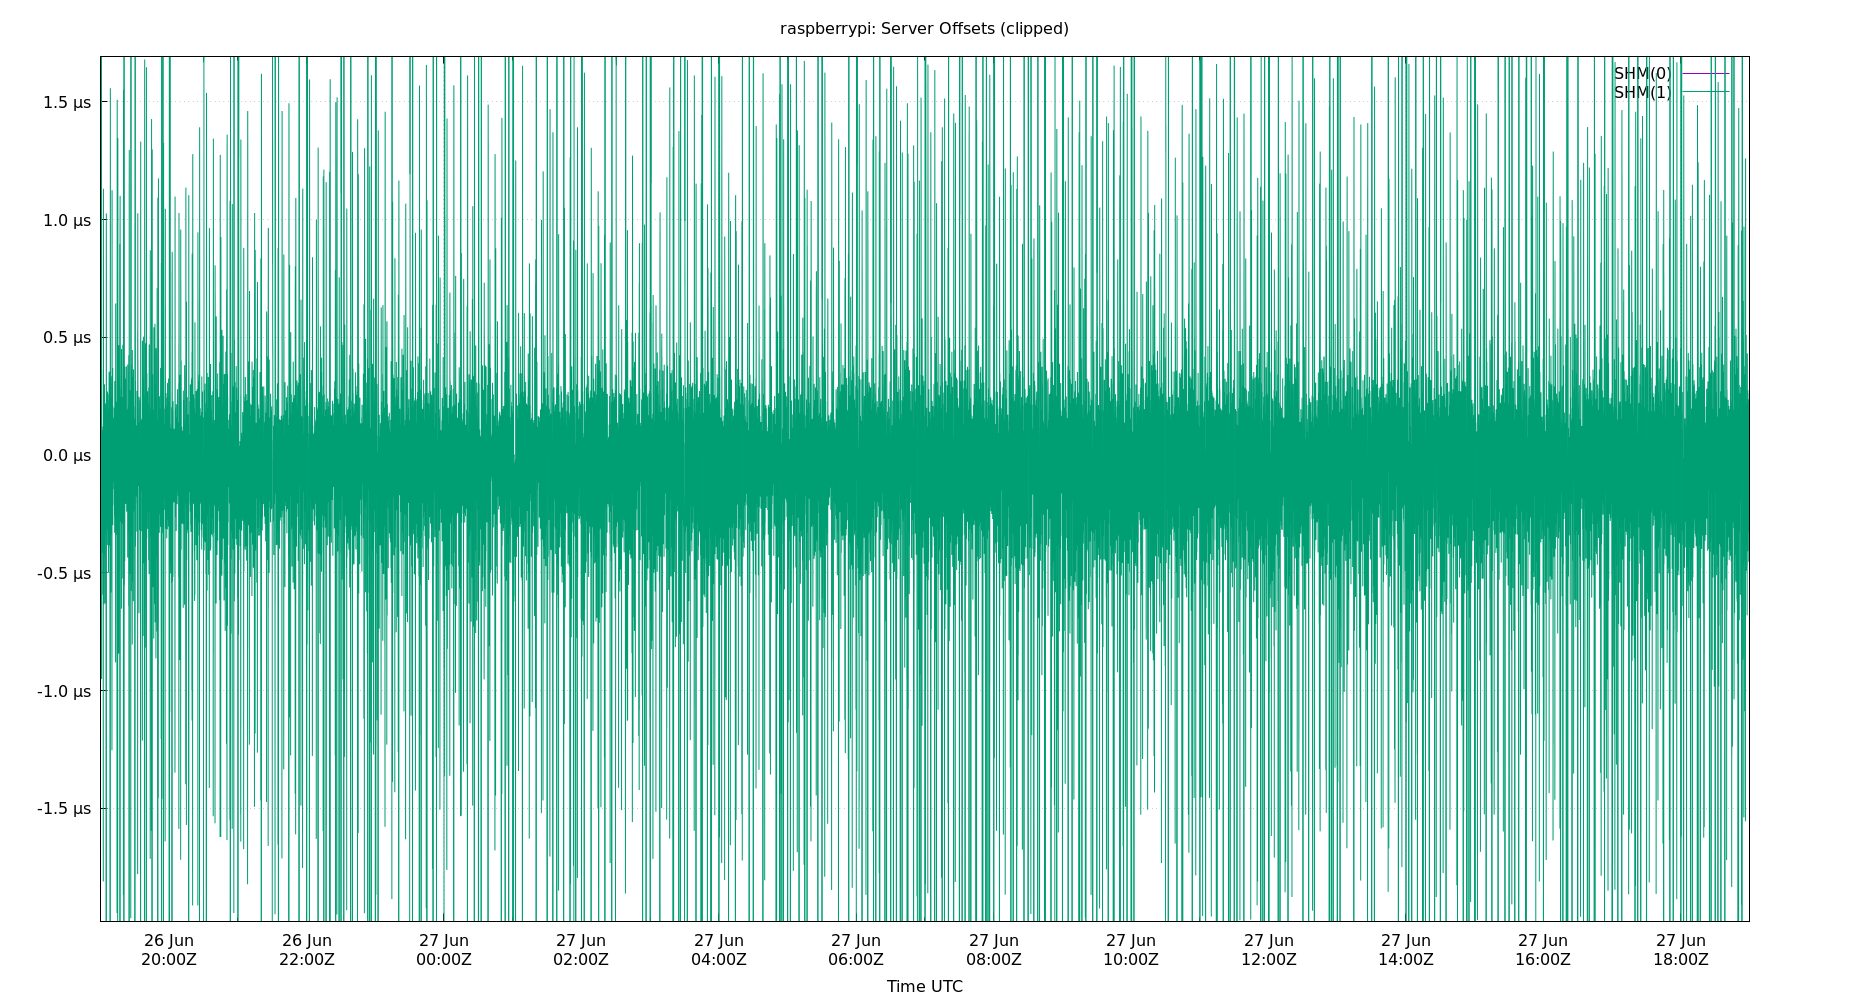 raspberrypi: Server Offsets (clipped)
SHM(0)
SHM(1)
1.5 µs
1.0 µs
0.5 µs
0.0 µs
-0.5 µs
-1.0 µs
-1.5 µs
26 Jun 26 Jun 27 Jun 27 Jun 27 Jun 27 Jun 27 Jun 27 Jun 27 Jun 27 Jun 27 Jun 27 Jun
20:00Z 22:00Z 00:00Z 02:00Z 04:00Z 06:00Z 08:00Z 10:00Z 12:00Z 14:00Z 16:00Z 18:00Z
Time UTC